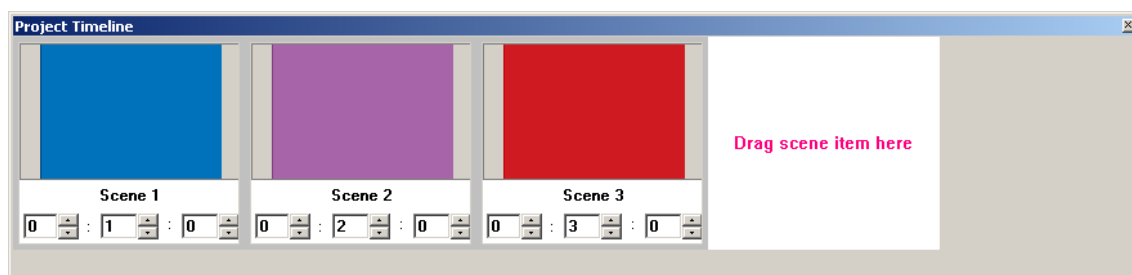 Project Timeline
Drag scene item here
Scene 1 Scene 2 Scene 3
0 : 1 : 0 0 : 2 : 0 0 : 3 : 0